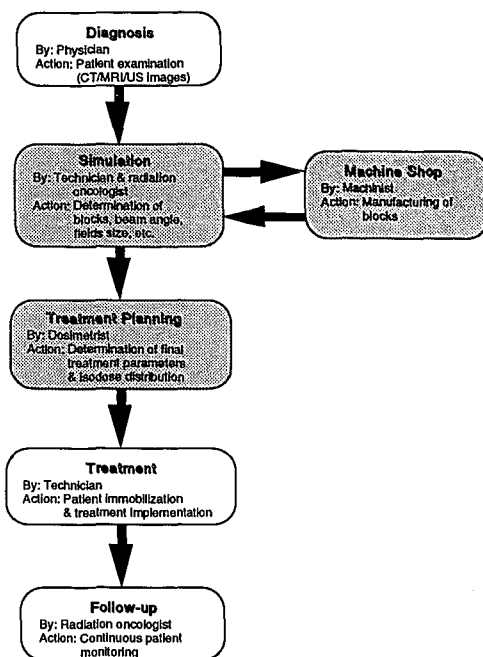 Diagnosis
By: Physician
Action: Patient examination
(CT/MRI/US images)
Simulation
By: Technician & radiation
oncologist
Action: Determination of
blocks, beam angle,
fields size, etc.
Machine Shop
By: Machinist
Action: Manufacturing of
blocks
Treatment Planning
By: Dosimetrist
Action: Determination of final
treatment parameters
& isodose distribution
Treatment
By: Technician
Action: Patient immobilization
& treatment implementation
Follow-up
By: Radiation oncologist
Action: Continuous patient
monitoring